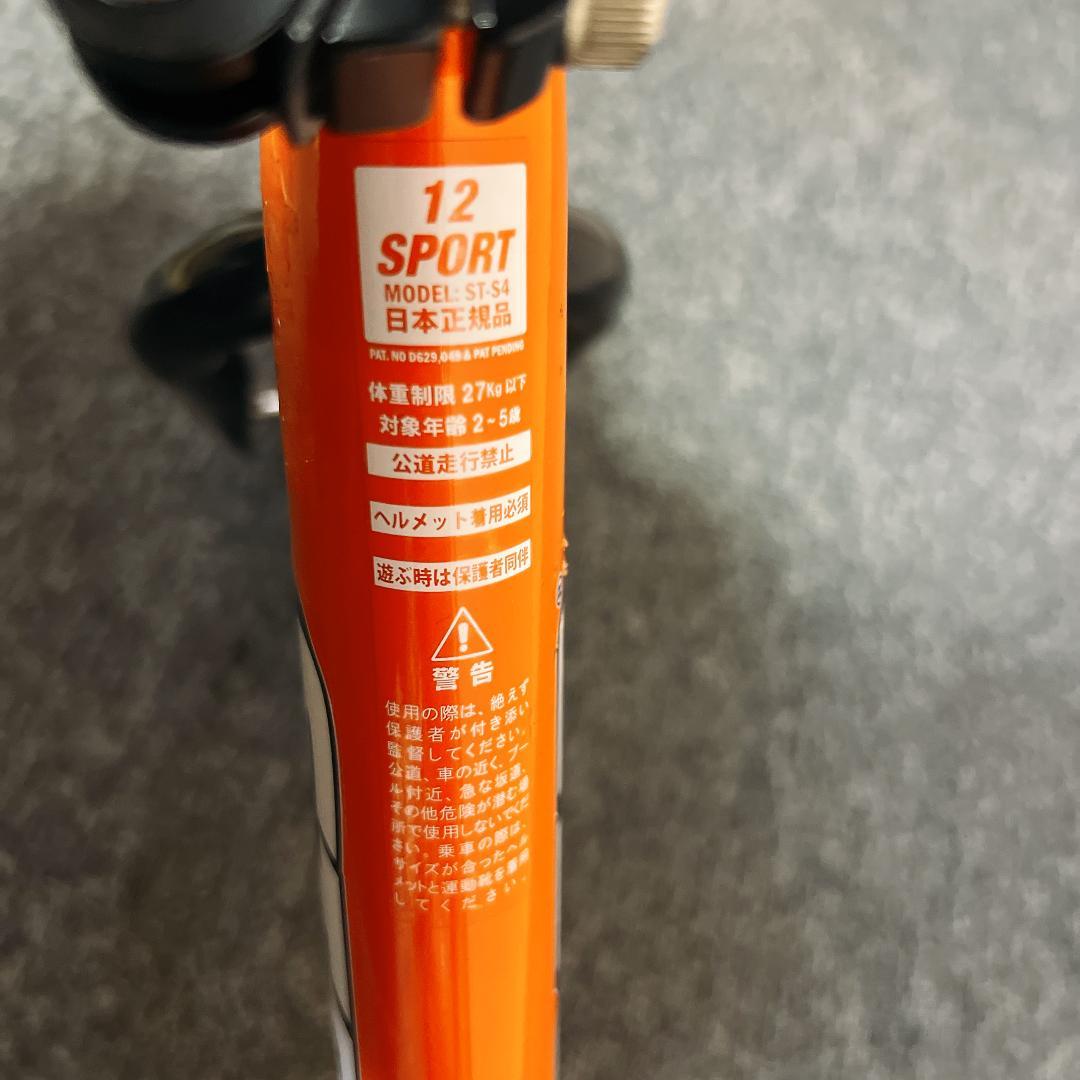 12
SPORT
MODEL: ST-S4
日本正規品
PAT. NO D629,049 & PAT PENDING
体重制限 27Kg 以下
対象年齢 2~5歳
公道走行禁止
ヘルメット着用必須
遊ぶ時は保護者同伴
警告
使用の際は、絶えず
保護者が付き添い
監督してください。
公道、車の近く、プー
ル付近、急な坂道、
その他危険が潜む場
所で使用しないでくだ
さい。乗車の際は、
サイズが合ったヘル
メットと運動靴を着用
してください。